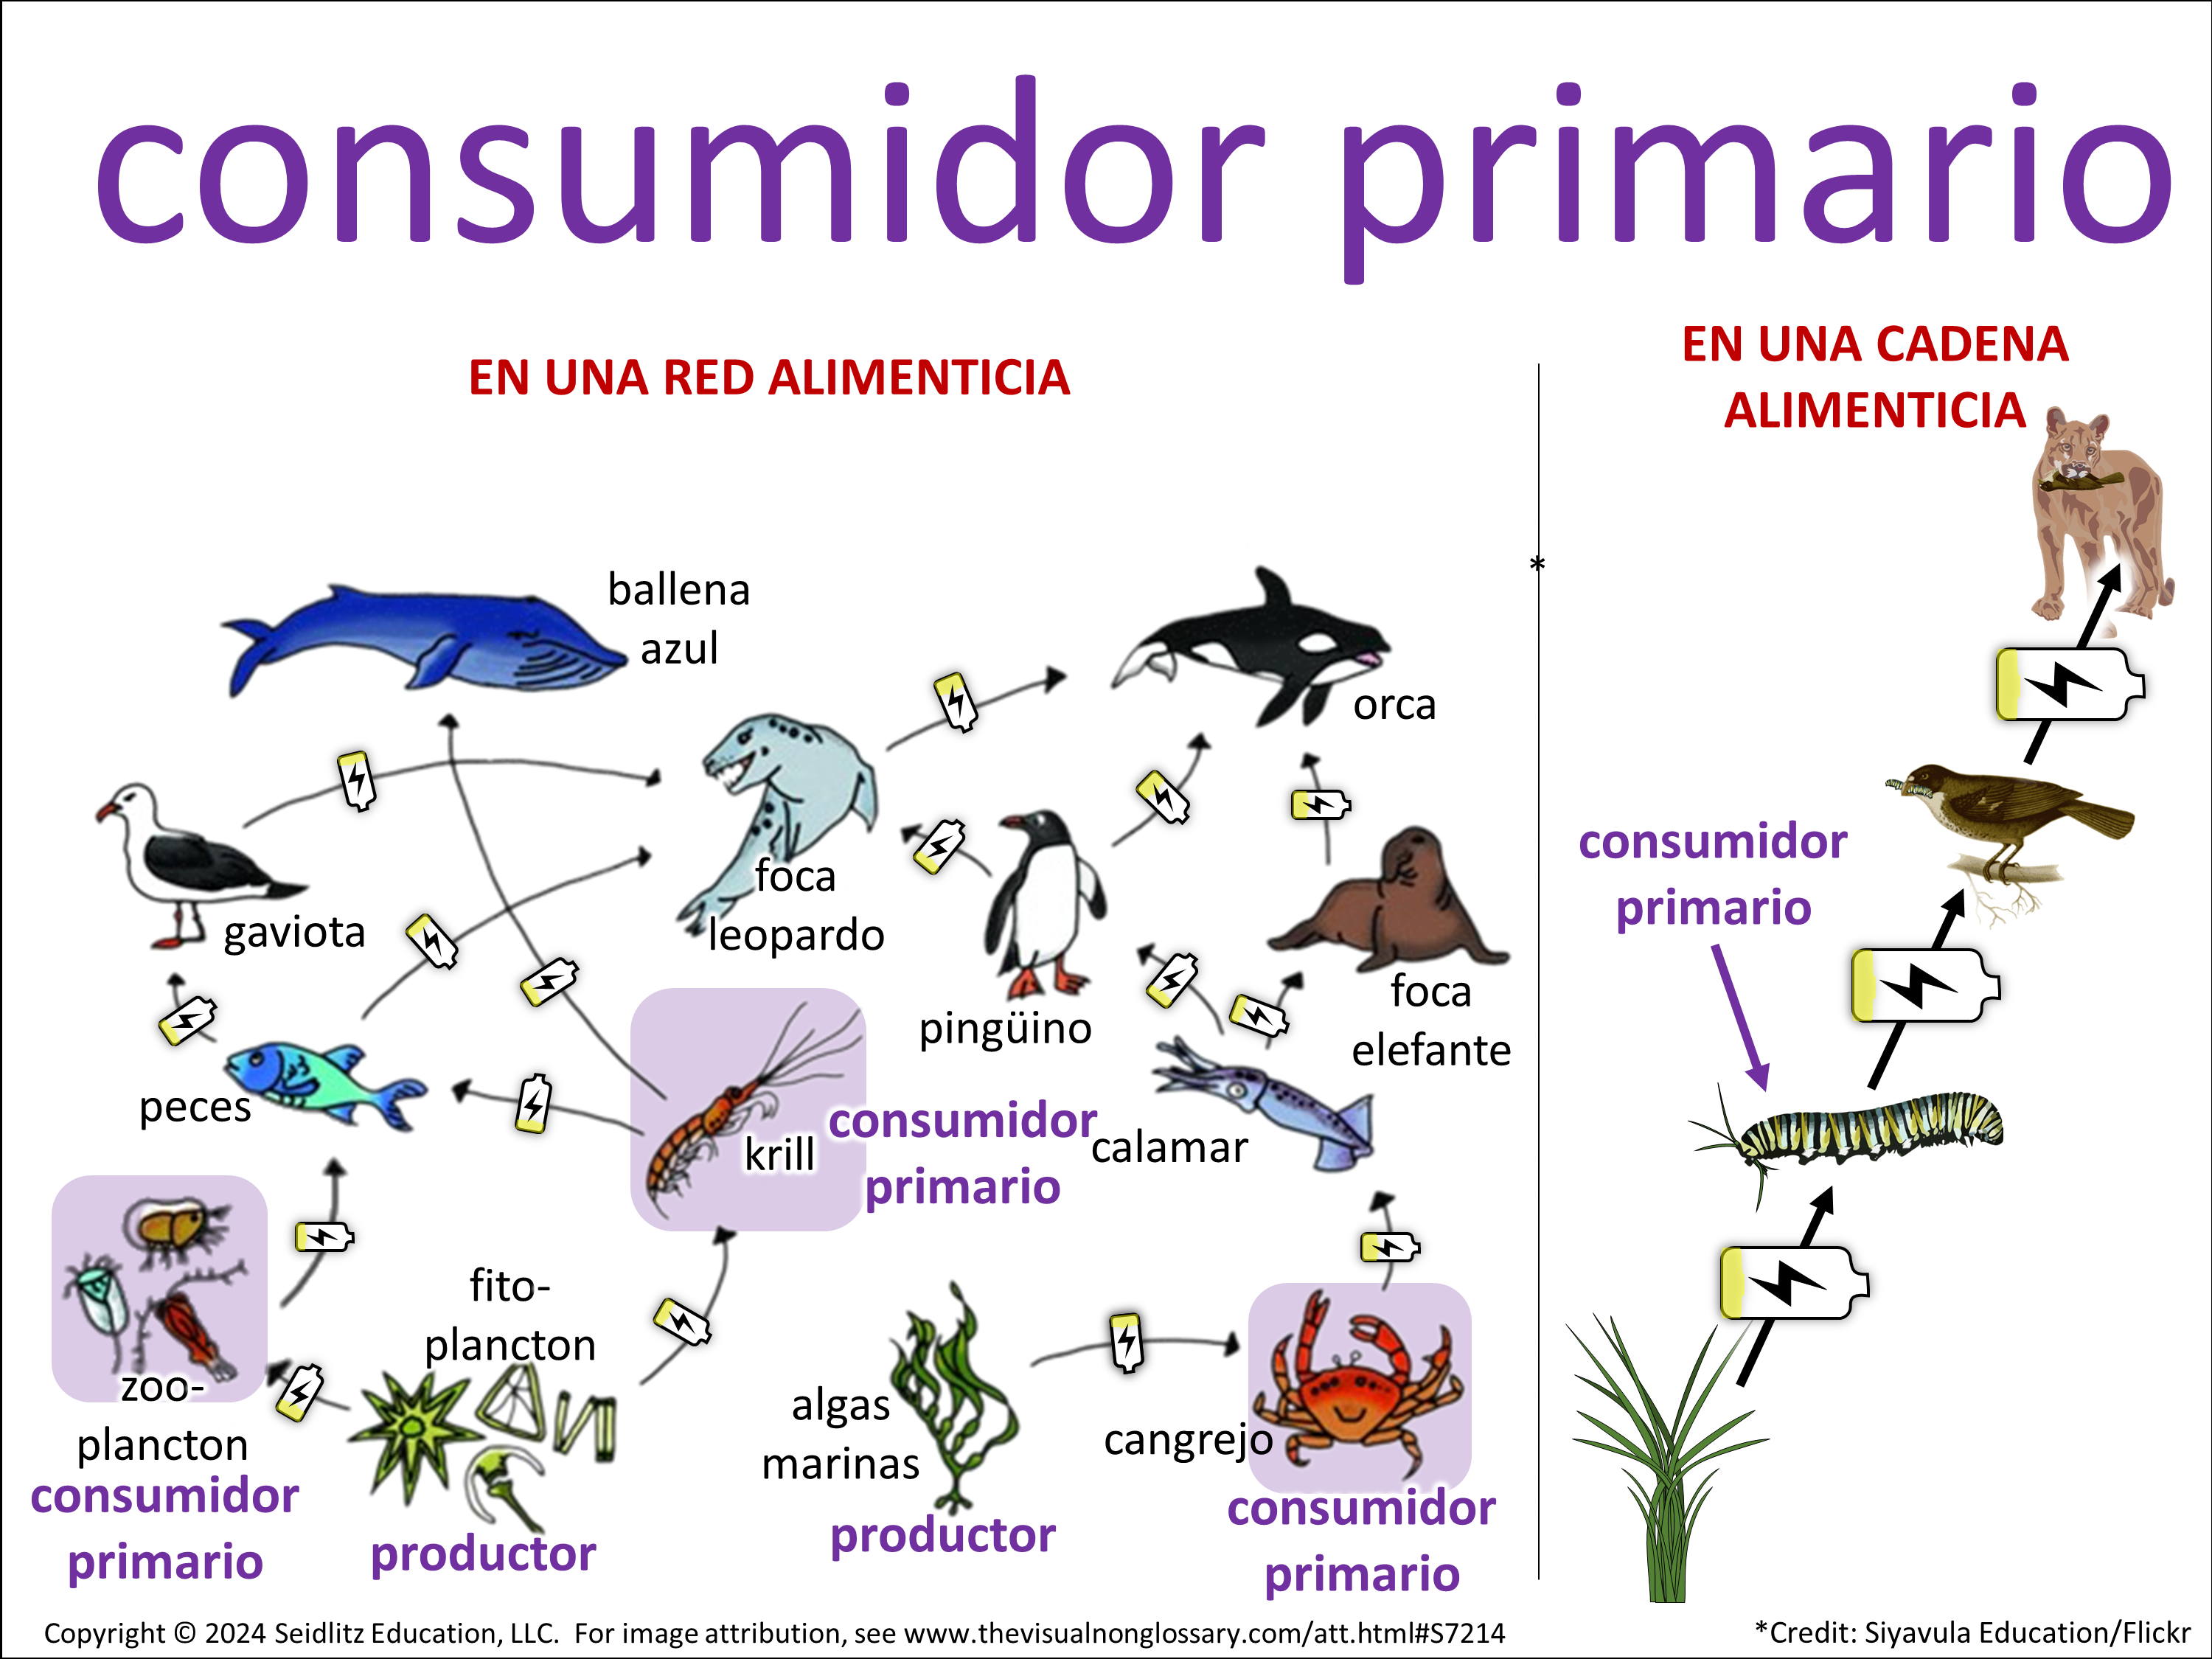 consumidor primario
EN UNA RED ALIMENTICIA
EN UNA CADENA
ALIMENTICIA
*
ballena
azul
orca
foca
leopardo
gaviota
pingüino
foca
elefante
peces
krill
consumidor
primario
calamar
zoo-
plancton
consumidor
primario
fito-
plancton
productor
algas
marinas
productor
cangrejo
consumidor
primario
consumidor
primario
Copyright © 2024 Seidlitz Education, LLC.  For image attribution, see www.thevisualnonglossary.com/att.html#S7214
*Credit: Siyavula Education/Flickr